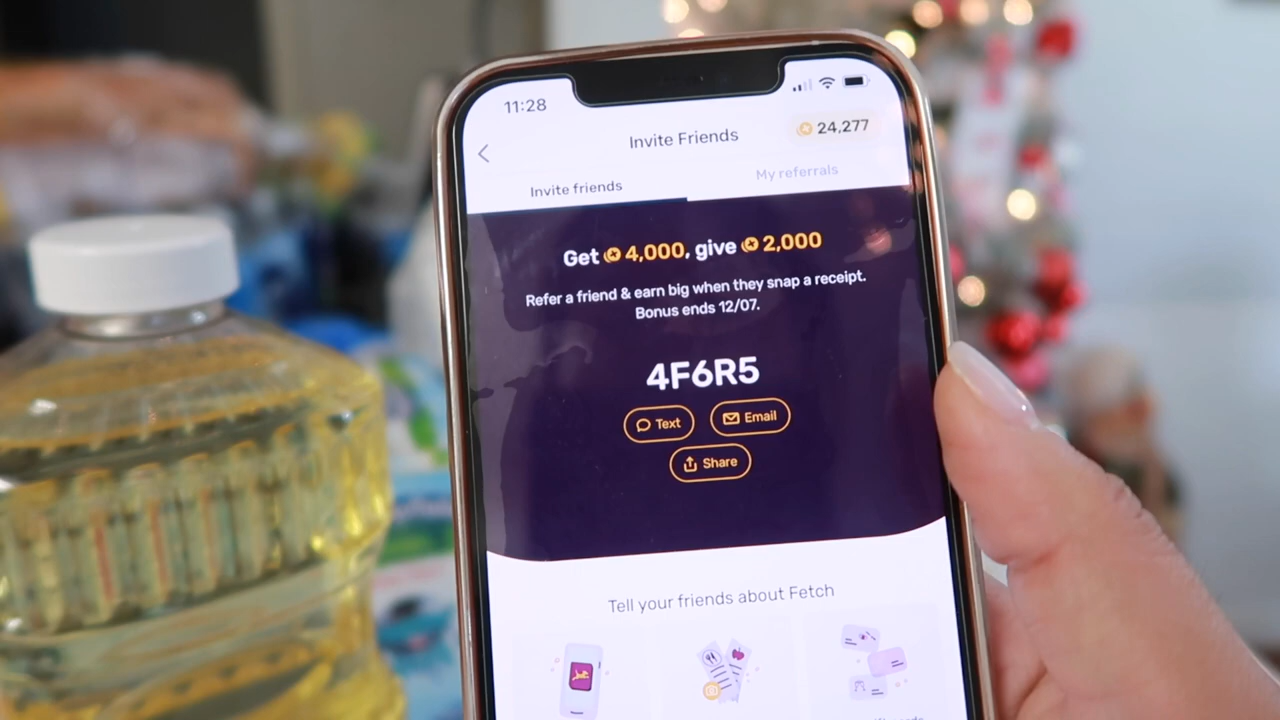 11:28
Invite Friends
24,277
Invite friends
My referrals
Get 4,000, give 2,000
Refer a friend & earn big when they snap a receipt.
Bonus ends 12/07.
4F6R5
Text
Email
Share
Tell your friends about Fetch